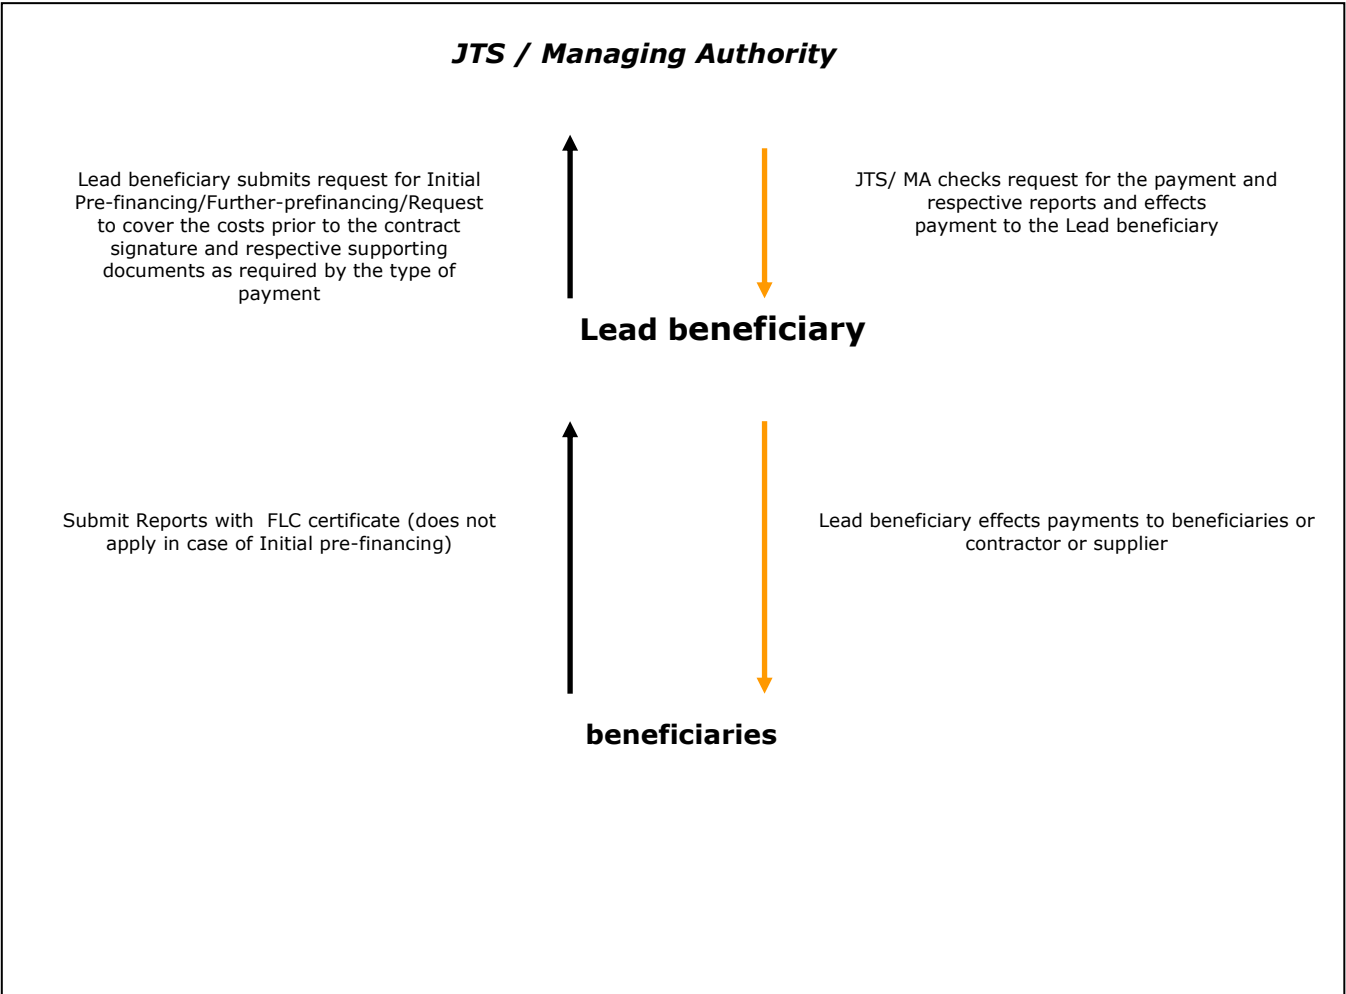 JTS / Managing Authority
Lead beneficiary submits request for Initial
Pre-financing/Further-prefinancing/Request
to cover the costs prior to the contract
signature and respective supporting
documents as required by the type of
payment
JTS/ MA checks request for the payment and
respective reports and effects
payment to the Lead beneficiary
Lead beneficiary
Submit Reports with  FLC certificate (does not
apply in case of Initial pre-financing)
Lead beneficiary effects payments to beneficiaries or
contractor or supplier
beneficiaries